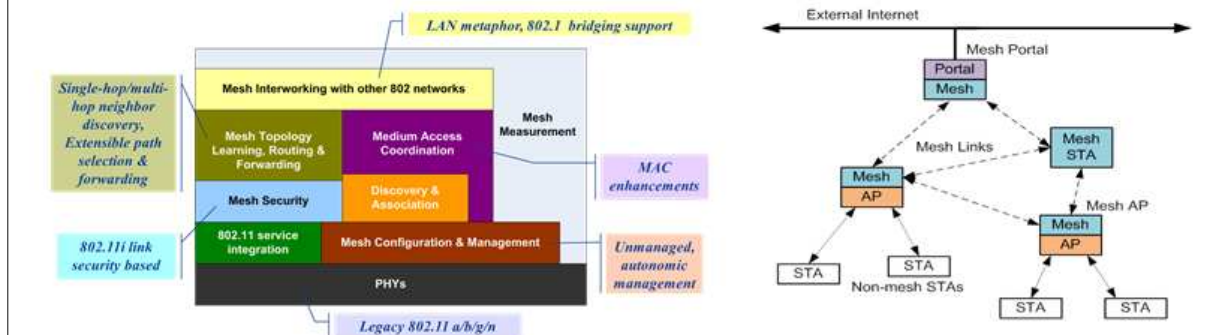 LAN metaphor, 802.1 bridging support
Single-hop/multi-
hop neighbor
discovery,
Extensible path
selection &
forwarding
Mesh Interworking with other 802 networks
Mesh
Measurement
Mesh Topology
Learning, Routing &
Forwarding
Medium Access
Coordination
MAC
enhancements
Mesh Security
Discovery &
Association
802.11i link
security based
802.11 service
integration
Mesh Configuration & Management
Unmanaged,
autonomic
management
PHYs
Legacy 802.11 a/b/g/n
External Internet
Mesh Portal
Portal
Mesh
Mesh Links
Mesh
STA
Mesh
AP
Mesh AP
Mesh
AP
STA
STA
Non-mesh STAs
STA
STA